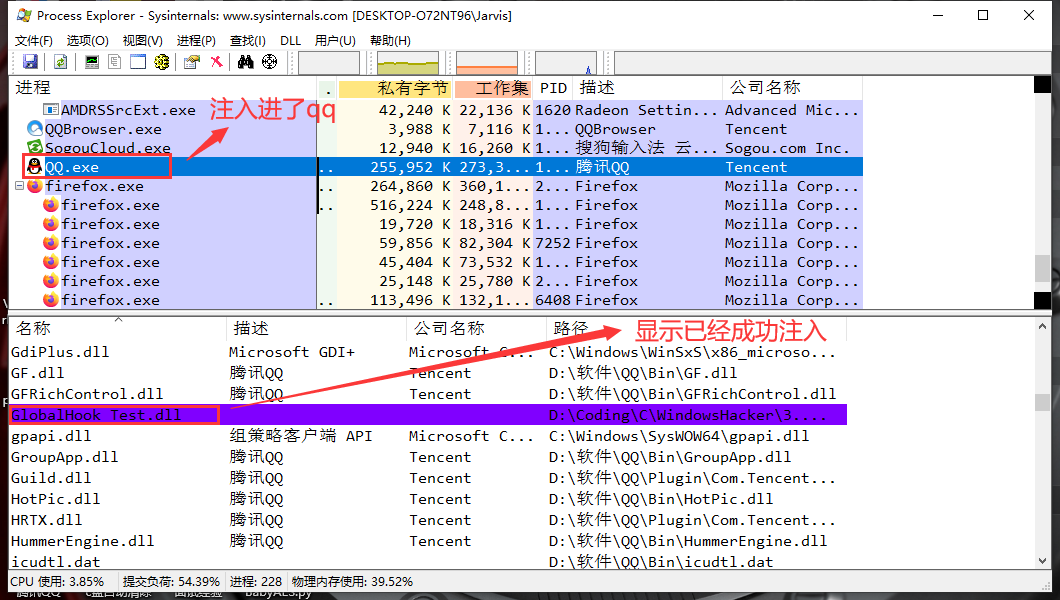 Process Explorer - Sysinternals: www.sysinternals.com [DESKTOP-O72NT96\Jarvis]
文件(F) 选项(O) 视图(V) 进程(P) 查找(I) DLL 用户(U) 帮助(H)
进程 . 私有字节 工作集 PID 描述 公司名称
AMDRSSrcExt.exe 42,240 K 22,136 K 1620 Radeon Settin... Advanced Mic...
注入进了qq
QQBrowser.exe 3,988 K 7,116 K 1... QQBrowser Tencent
SogouCloud.exe 12,940 K 16,260 K 1... 搜狗输入法 云... Sogou.com Inc.
QQ.exe .. 255,952 K 273,3... 1... 腾讯QQ Tencent
firefox.exe .. 264,860 K 360,1... 2... Firefox Mozilla Corp...
firefox.exe .. 516,224 K 248,8... 1... Firefox Mozilla Corp...
firefox.exe 19,720 K 18,316 K 1... Firefox Mozilla Corp...
firefox.exe 59,856 K 82,304 K 7252 Firefox Mozilla Corp...
firefox.exe 45,404 K 73,532 K 1... Firefox Mozilla Corp...
firefox.exe 25,148 K 25,780 K 2... Firefox Mozilla Corp...
firefox.exe .. 113,496 K 132,1... 6408 Firefox Mozilla Corp...
名称 描述 公司名称 路径
显示已经成功注入
GdiPlus.dll Microsoft GDI+ Microsoft C... C:\Windows\WinSxS\x86_microso...
GF.dll 腾讯QQ Tencent D:\软件\QQ\Bin\GF.dll
GFRichControl.dll 腾讯QQ Tencent D:\软件\QQ\Bin\GFRichControl.dll
GlobalHook_Test.dll D:\Coding\C\WindowsHacker\3....
gpapi.dll 组策略客户端 API Microsoft C... C:\Windows\SysWOW64\gpapi.dll
GroupApp.dll 腾讯QQ Tencent D:\软件\QQ\Bin\GroupApp.dll
Guild.dll 腾讯QQ Tencent D:\软件\QQ\Plugin\Com.Tencent...
HotPic.dll 腾讯QQ Tencent D:\软件\QQ\Bin\HotPic.dll
HRTX.dll 腾讯QQ Tencent D:\软件\QQ\Plugin\Com.Tencent...
HummerEngine.dll 腾讯QQ Tencent D:\软件\QQ\Bin\HummerEngine.dll
icudtl.dat D:\软件\QQ\Bin\icudtl.dat
CPU 使用: 3.85% 提交负荷: 54.39% 进程: 228 物理内存使用: 39.52%